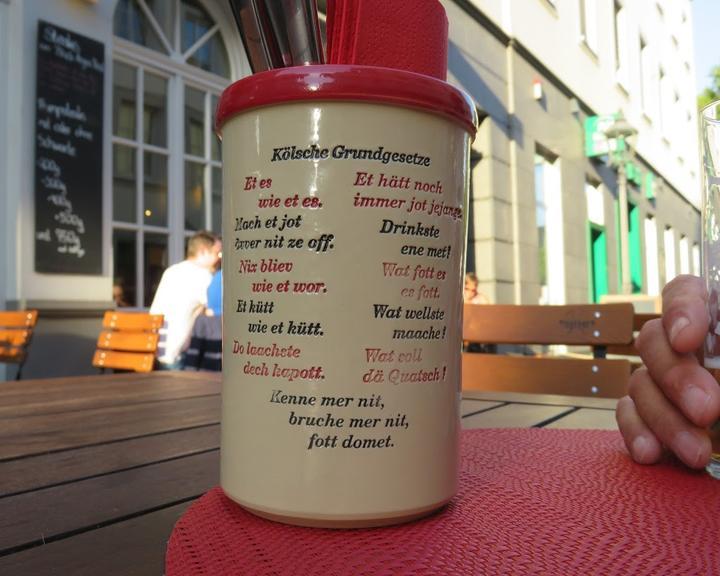 Kölsche Grundgesetze
Et es
wie et es.
Mach et jot
över nit ze off.
Nix bliev
wie et wor.
Et kütt
wie et kütt.
Do laachste
dech kapott.
Et hätt noch
immer jot jejange
Drinkste
ene met?
Wat fott es
es fott.
Wat wellste
maache!
Wat soll
dä Quatsch!
Kenne mer nit,
bruche mer nit,
fott domet.